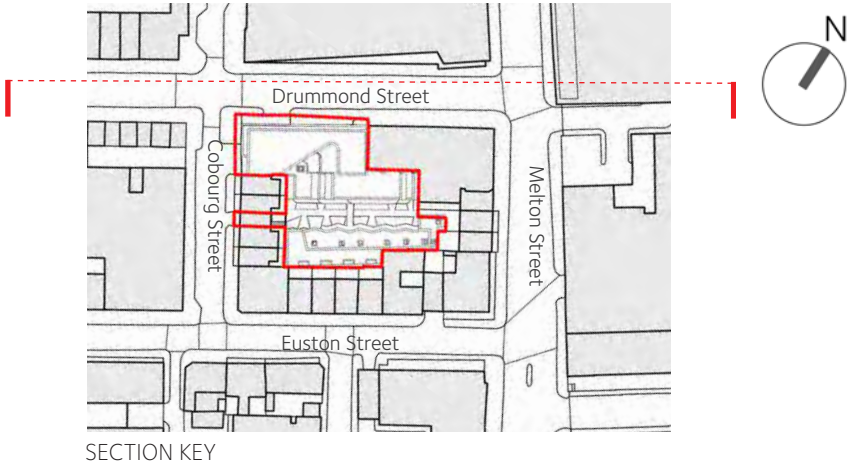 N
Drummond Street
Cobourg Street
Melton Street
Euston Street
SECTION KEY